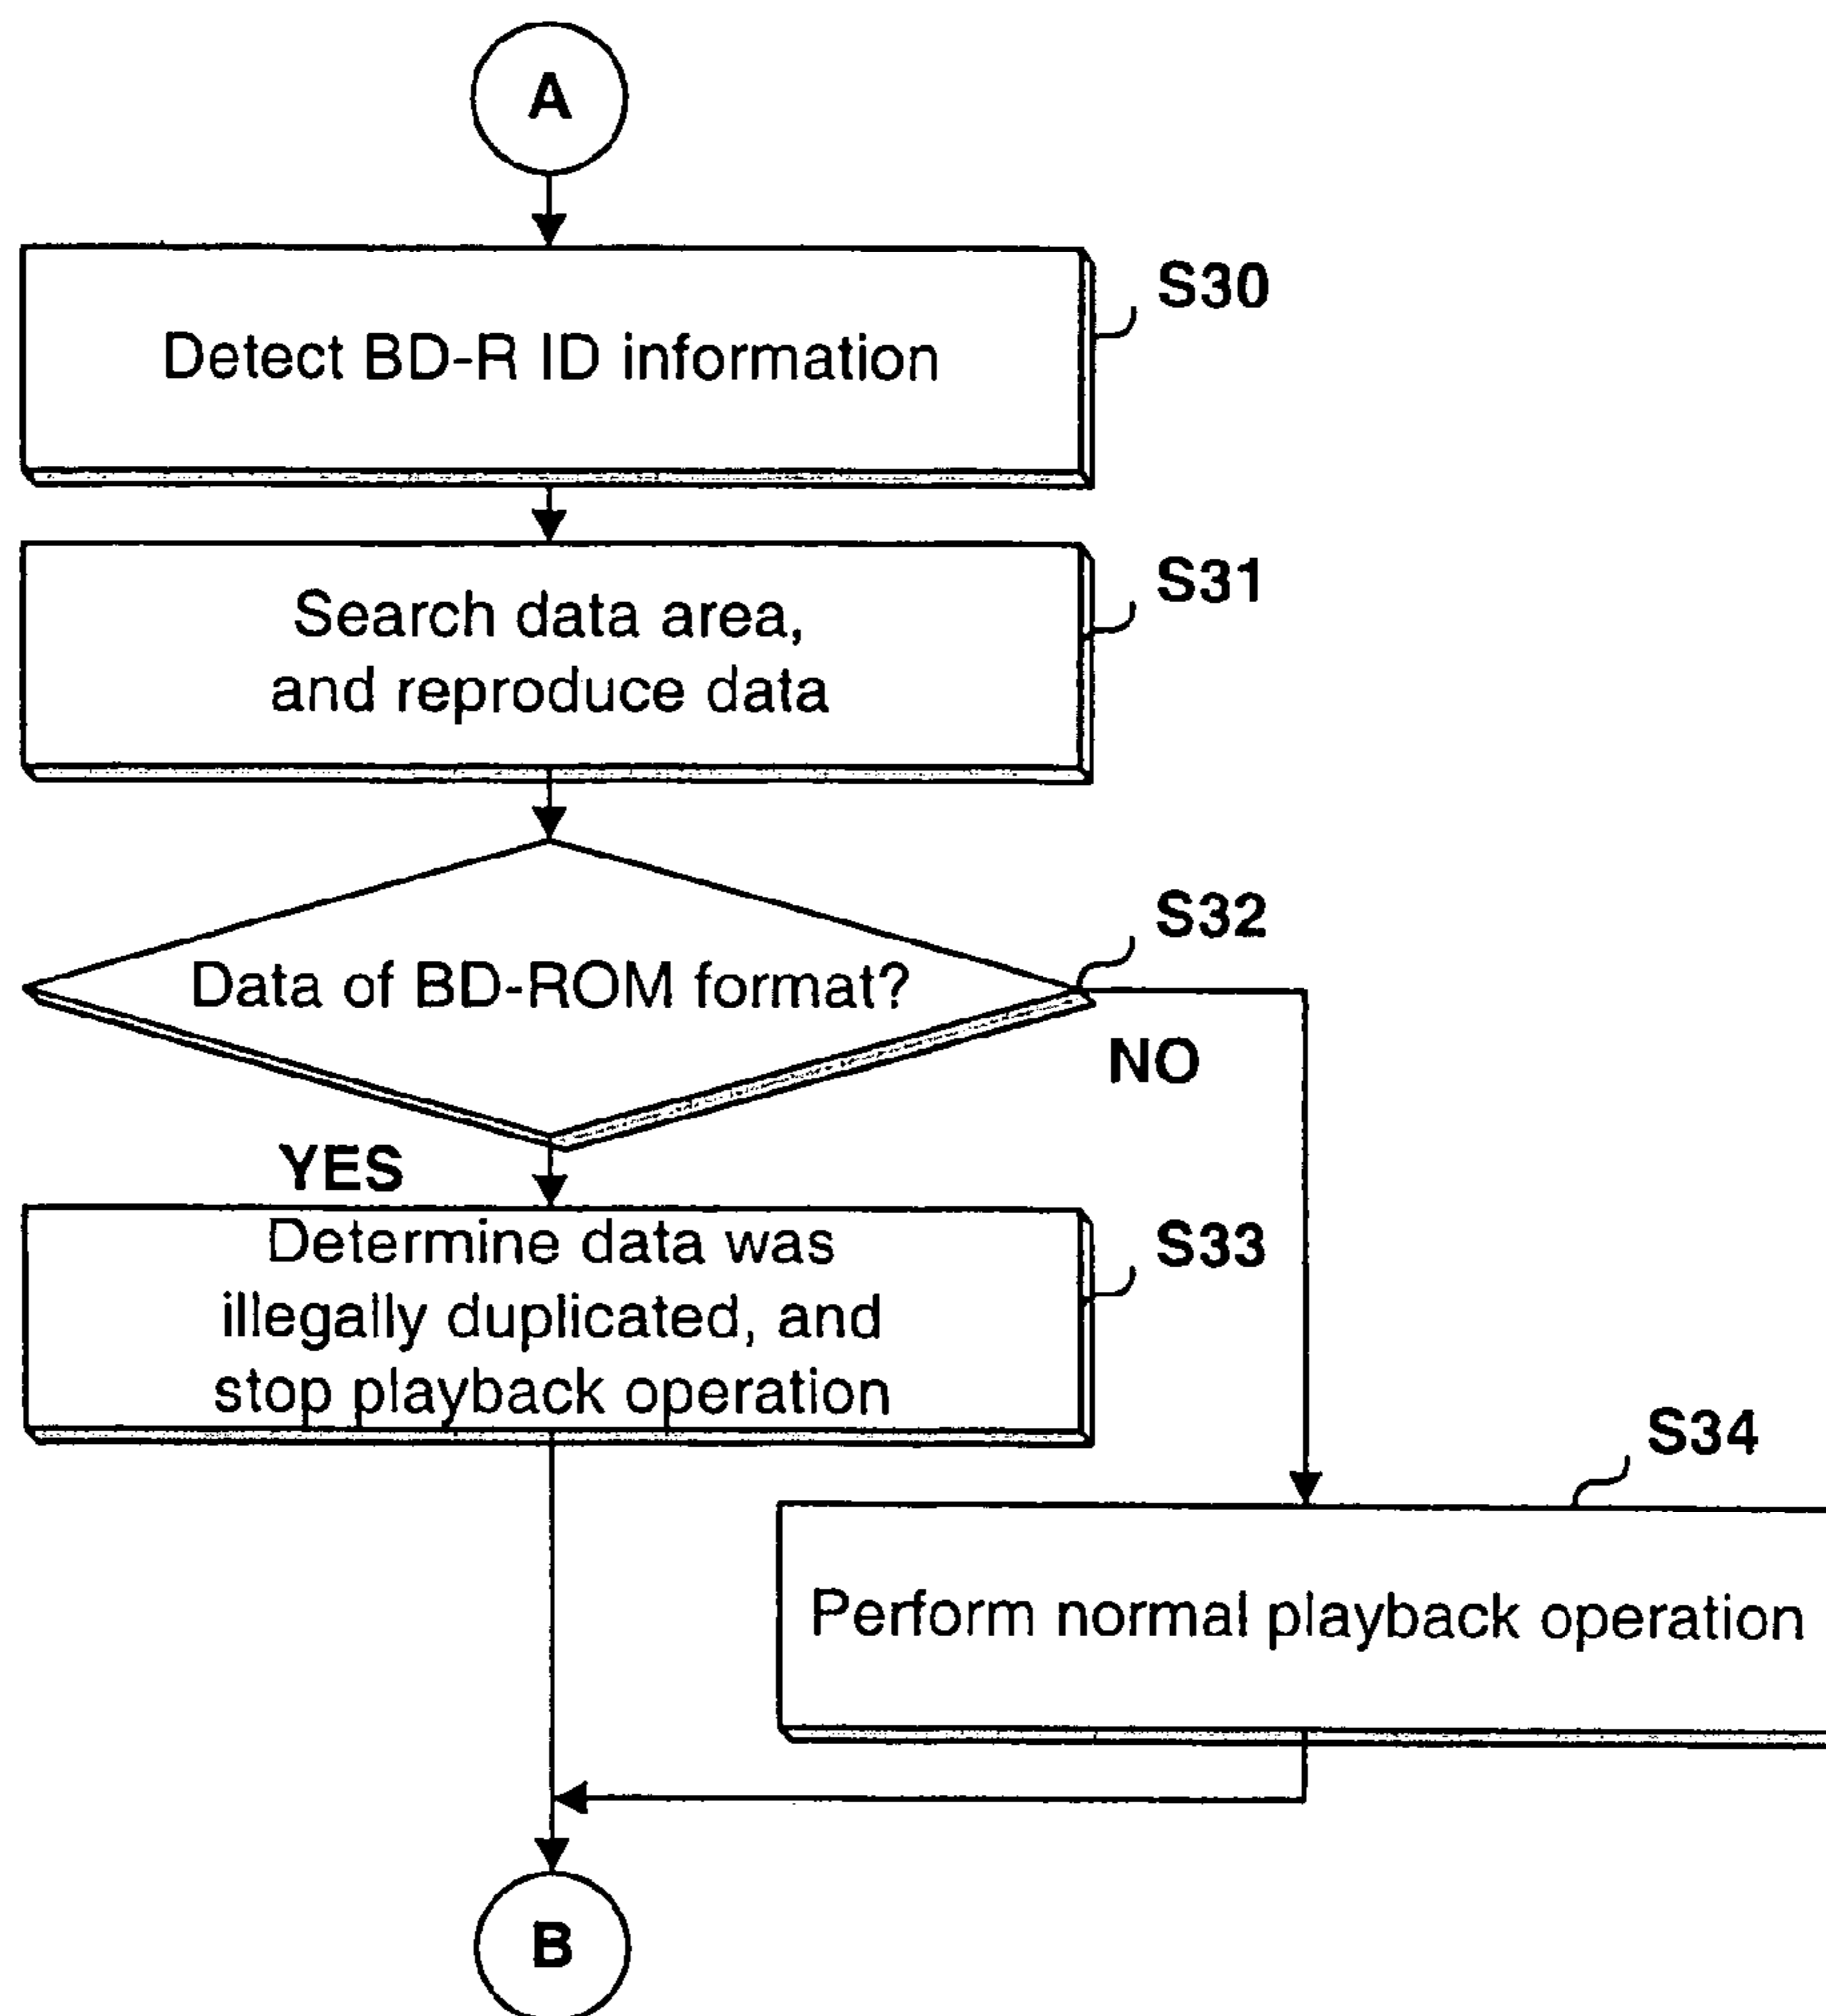 A
S30
Detect BD-R ID information
S31
Search data area,
and reproduce data
S32
Data of BD-ROM format?
NO
YES
S33
Determine data was
illegally duplicated, and
stop playback operation
S34
Perform normal playback operation
B